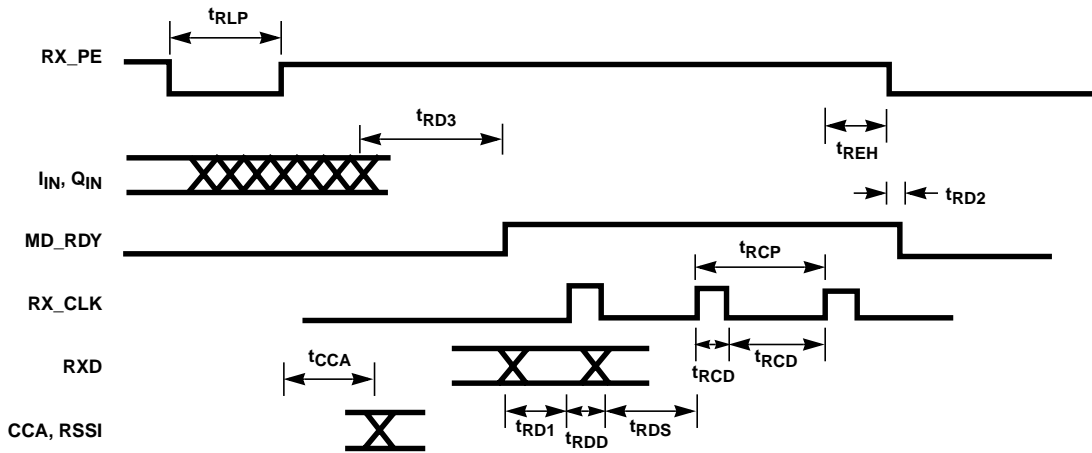 tRLP
RX_PE
tRD3
tREH
IIN, QIN
tRD2
MD_RDY
tRCP
RX_CLK
tCCA
RXD
tRCD
tRCD
tRD1
tRDD
tRDS
CCA, RSSI